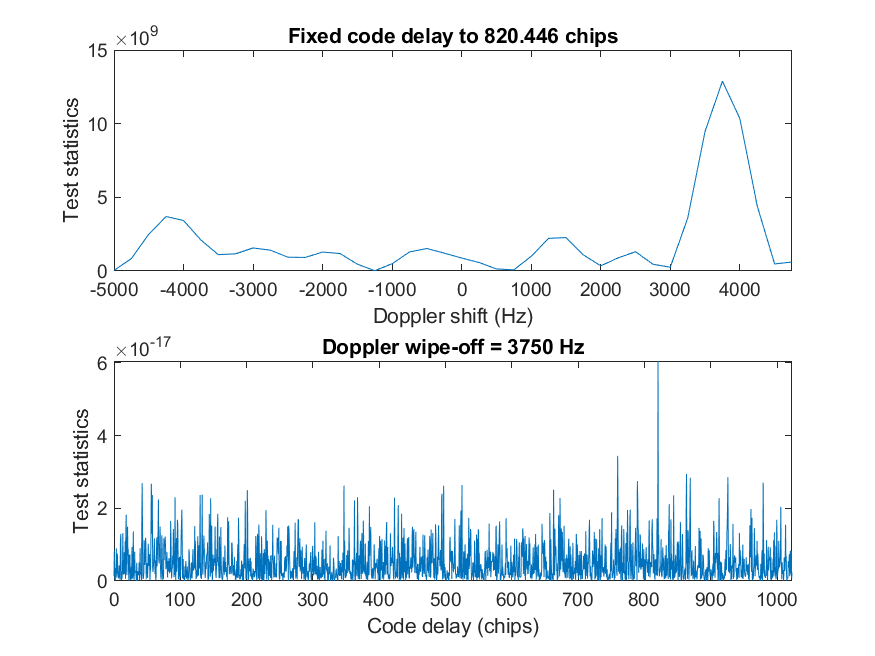 ×10^9
Fixed code delay to 820.446 chips
15
10
5
0
Test statistics
-5000 -4000 -3000 -2000 -1000 0 1000 2000 3000 4000
Doppler shift (Hz)
×10^-17
Doppler wipe-off = 3750 Hz
6
4
2
0
Test statistics
0 100 200 300 400 500 600 700 800 900 1000
Code delay (chips)